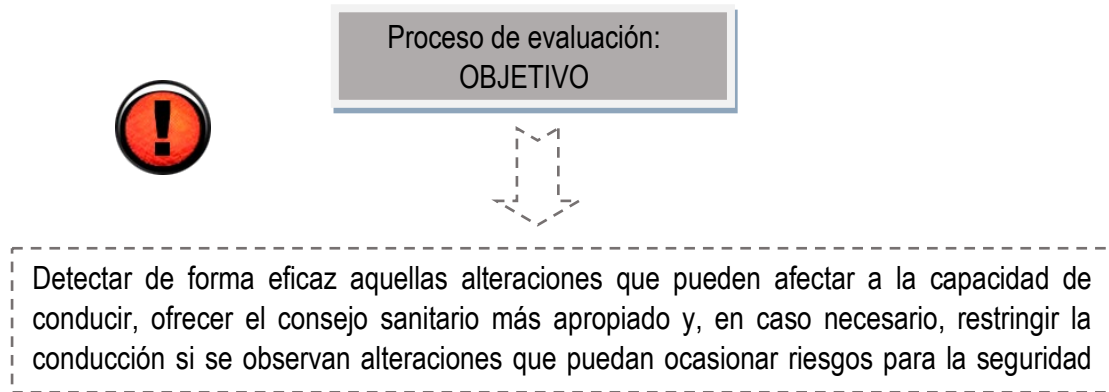 Proceso de evaluación:
OBJETIVO
Detectar de forma eficaz aquellas alteraciones que pueden afectar a la capacidad de
conducir, ofrecer el consejo sanitario más apropiado y, en caso necesario, restringir la
conducción si se observan alteraciones que puedan ocasionar riesgos para la seguridad